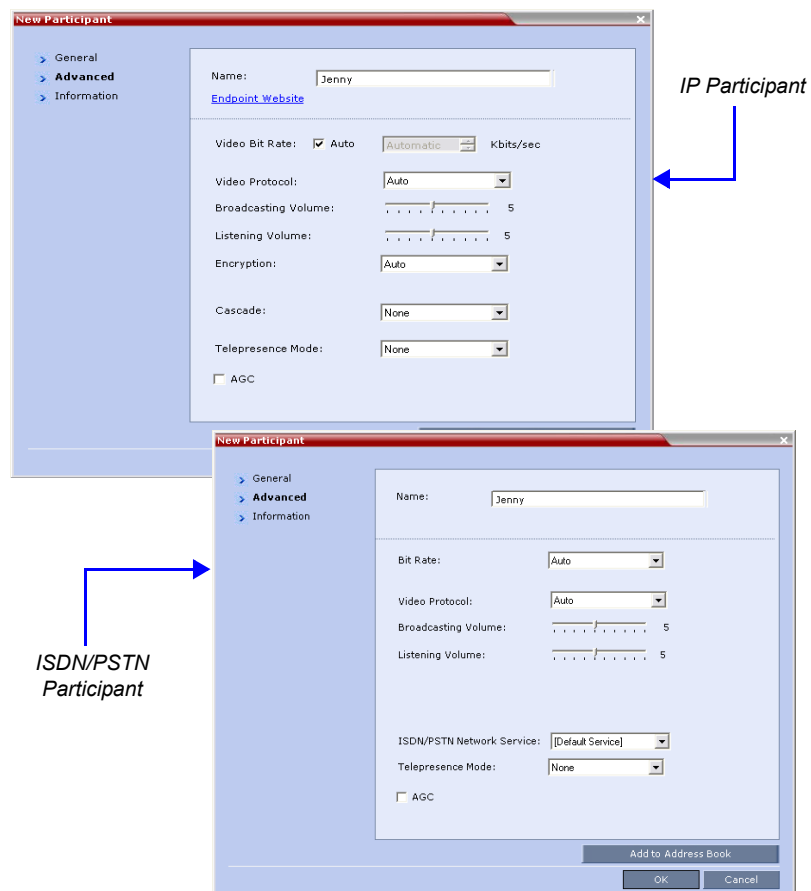 New Participant
General
Advanced
Information
Name: Jenny
Endpoint Website
Video Bit Rate: Auto Automatic Kbits/sec
Video Protocol: Auto
Broadcasting Volume: 5
Listening Volume: 5
Encryption: Auto
Cascade: None
Telepresence Mode: None
AGC
IP Participant
New Participant
General
Advanced
Information
Name: Jenny
Bit Rate: Auto
Video Protocol: Auto
Broadcasting Volume: 5
Listening Volume: 5
ISDN/PSTN Network Service: [Default Service]
Telepresence Mode: None
AGC
Add to Address Book
OK Cancel
ISDN/PSTN
Participant